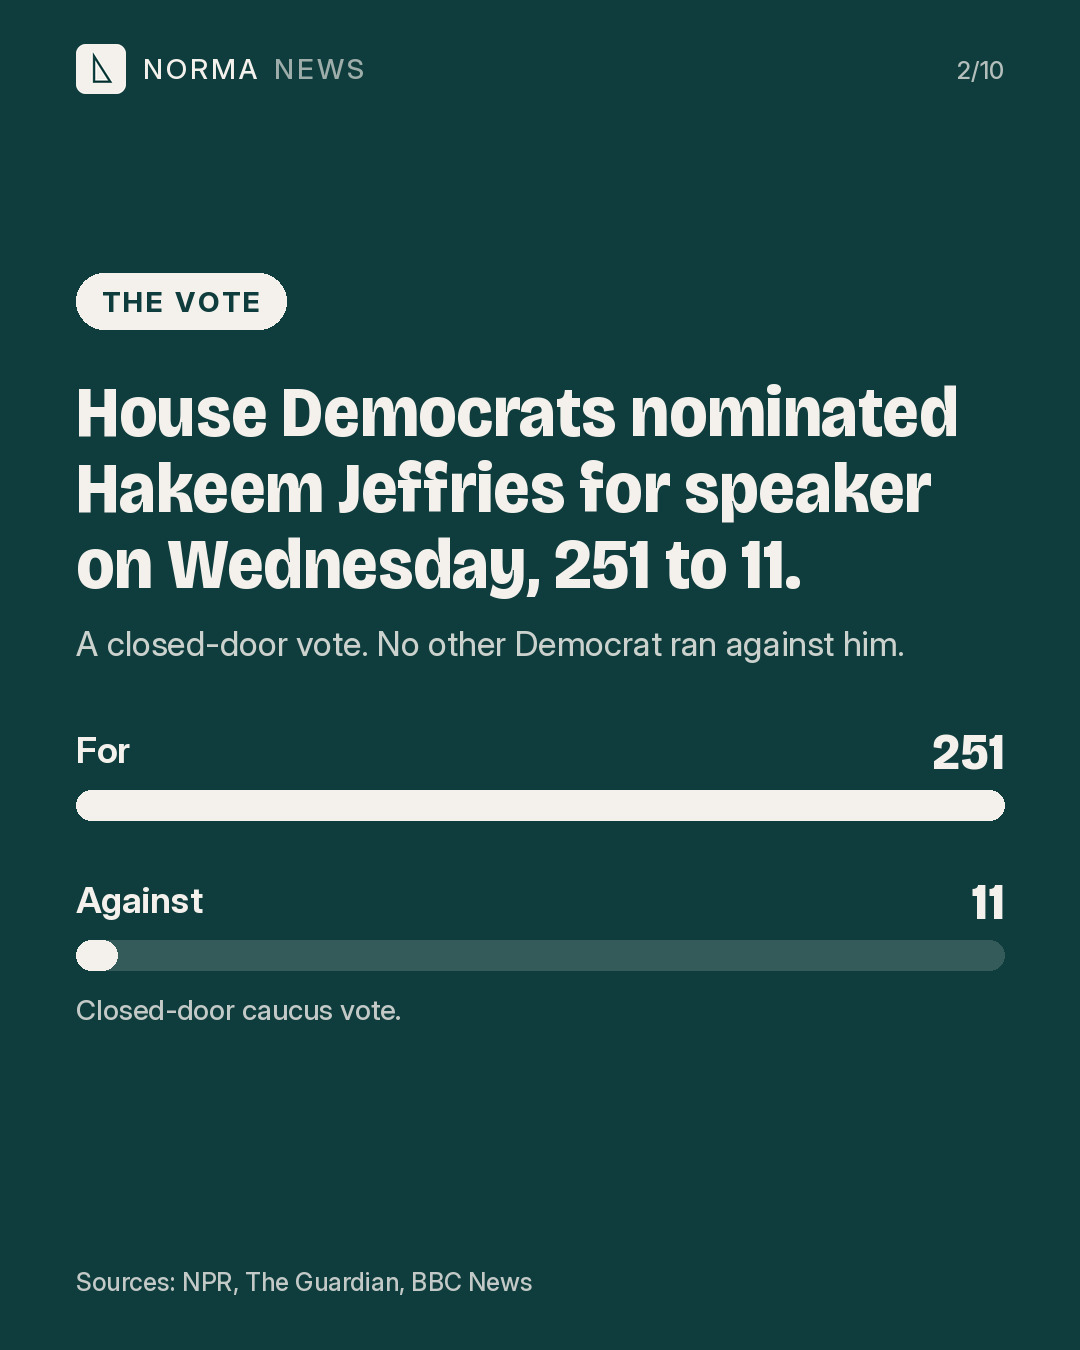 NORMA NEWS
2/10
THE VOTE
House Democrats nominated
Hakeem Jeffries for speaker
on Wednesday, 251 to 11.
A closed-door vote. No other Democrat ran against him.
For 251
Against 11
Closed-door caucus vote.
Sources: NPR, The Guardian, BBC News